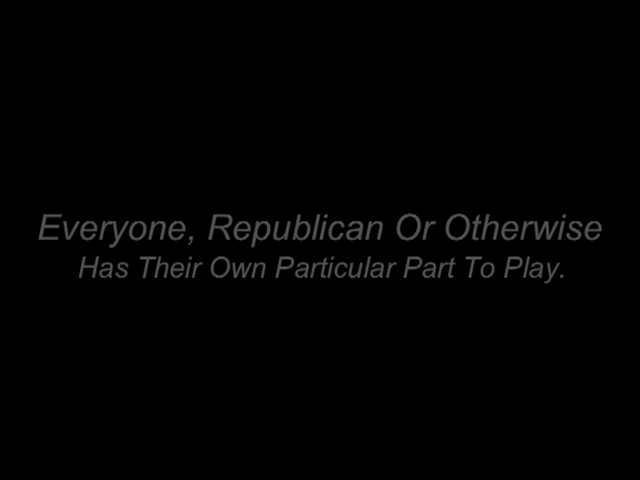 Everyone, Republican Or Otherwise
Has Their Own Particular Part To Play.